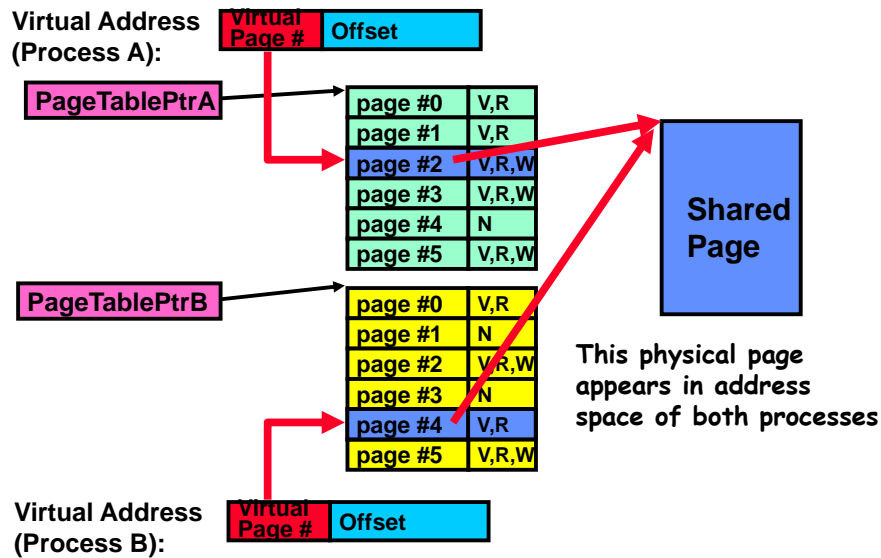 Virtual Address
(Process A):
Virtual
Page #
Offset
PageTablePtrA
page #0 V,R
page #1 V,R
page #2 V,R,W
page #3 V,R,W
page #4 N
page #5 V,R,W
Shared
Page
PageTablePtrB
page #0 V,R
page #1 N
page #2 V,R,W
page #3 N
page #4 V,R
page #5 V,R,W
This physical page
appears in address
space of both processes
Virtual Address
(Process B):
Virtual
Page #
Offset